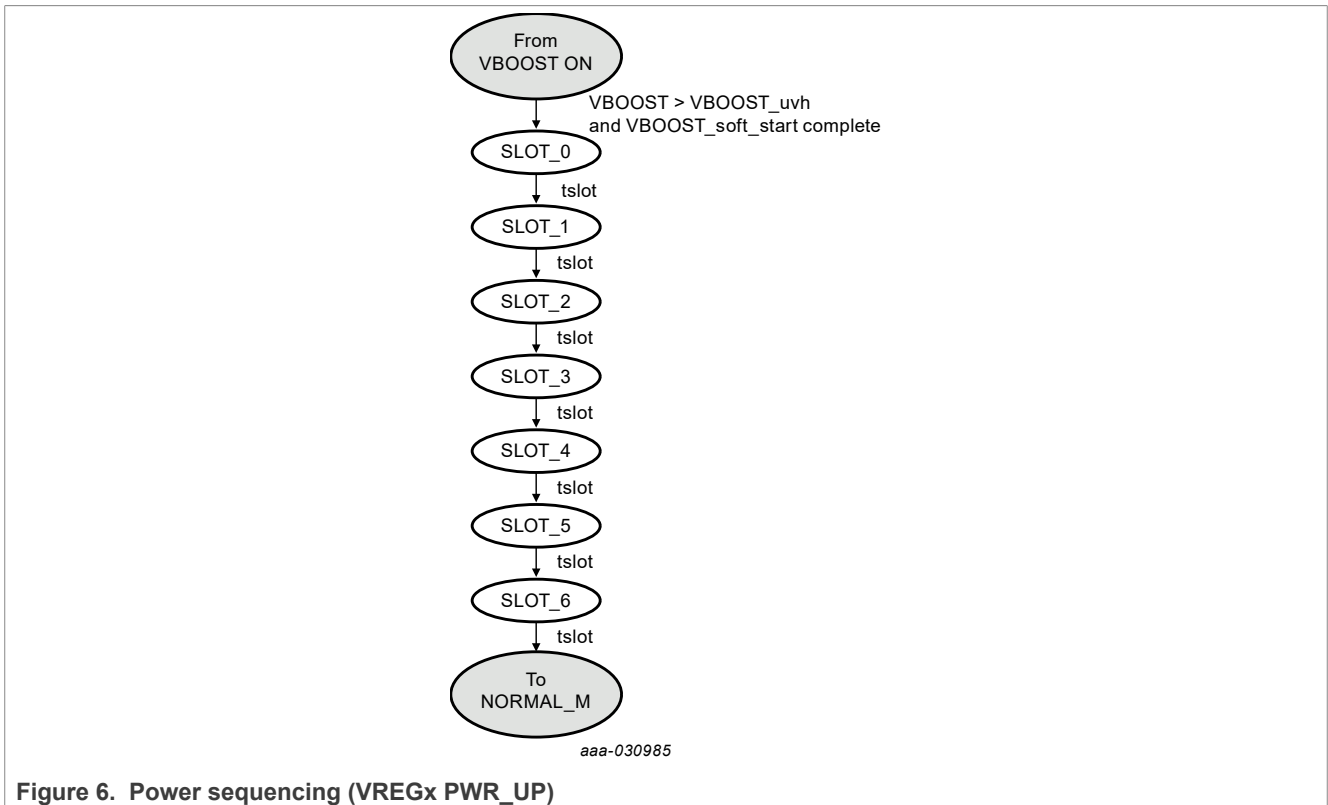 From
VBOOST ON
VBOOST > VBOOST_uvh
and VBOOST_soft_start complete
SLOT_0
tslot
SLOT_1
tslot
SLOT_2
tslot
SLOT_3
tslot
SLOT_4
tslot
SLOT_5
tslot
SLOT_6
tslot
To
NORMAL_M
aaa-030985
Figure 6. Power sequencing (VREGx PWR_UP)